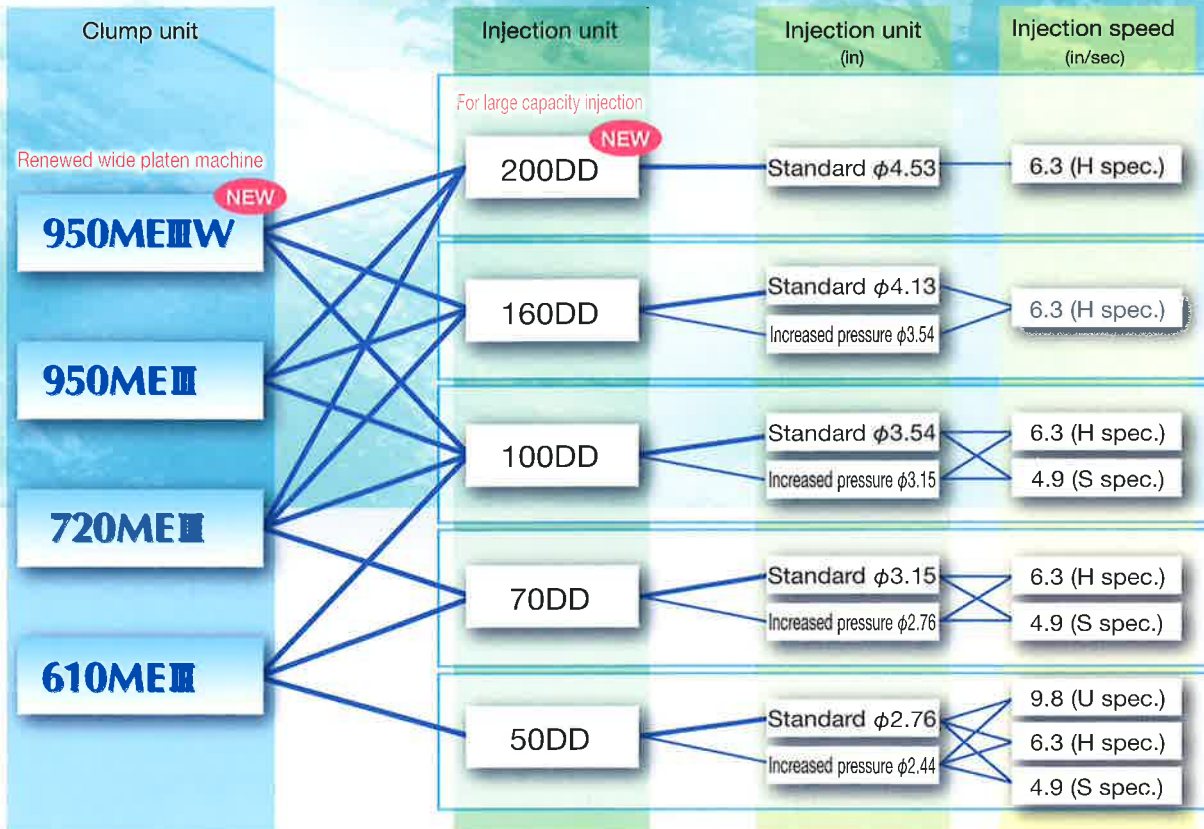 Clump unit
Injection unit
Injection unit
(in)
Injection speed
(in/sec)
Renewed wide platen machine
NEW
950MEⅢW
950MEⅢ
720MEⅢ
610MEⅢ
For large capacity injection
NEW
200DD
Standard φ4.53
6.3 (H spec.)
160DD
Standard φ4.13
Increased pressure φ3.54
6.3 (H spec.)
100DD
Standard φ3.54
Increased pressure φ3.15
6.3 (H spec.)
4.9 (S spec.)
70DD
Standard φ3.15
Increased pressure φ2.76
6.3 (H spec.)
4.9 (S spec.)
50DD
Standard φ2.76
Increased pressure φ2.44
9.8 (U spec.)
6.3 (H spec.)
4.9 (S spec.)